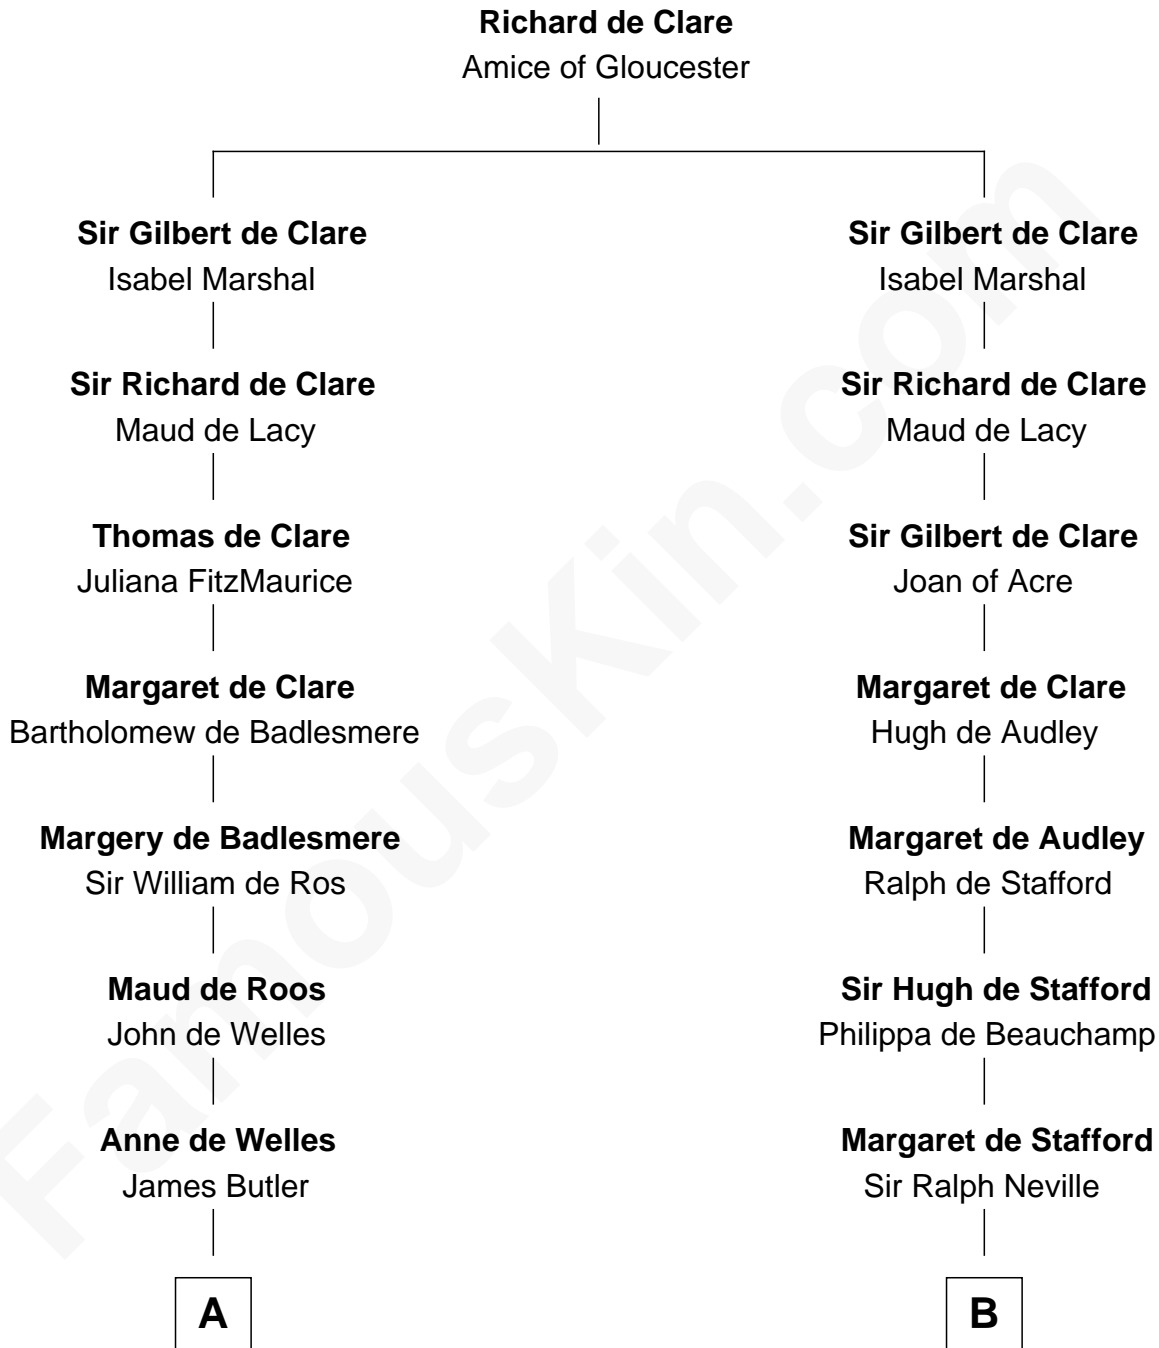 Richard de Clare
Amice of Gloucester
Sir Gilbert de Clare
Isabel Marshal
Sir Richard de Clare
Maud de Lacy
Thomas de Clare
Juliana FitzMaurice
Margaret de Clare
Bartholomew de Badlesmere
Margery de Badlesmere
Sir William de Ros
Maud de Roos
John de Welles
Anne de Welles
James Butler
A
Sir Gilbert de Clare
Isabel Marshal
Sir Richard de Clare
Maud de Lacy
Sir Gilbert de Clare
Joan of Acre
Margaret de Clare
Hugh de Audley
Margaret de Audley
Ralph de Stafford
Sir Hugh de Stafford
Philippa de Beauchamp
Margaret de Stafford
Sir Ralph Neville
B
FamousKin.com